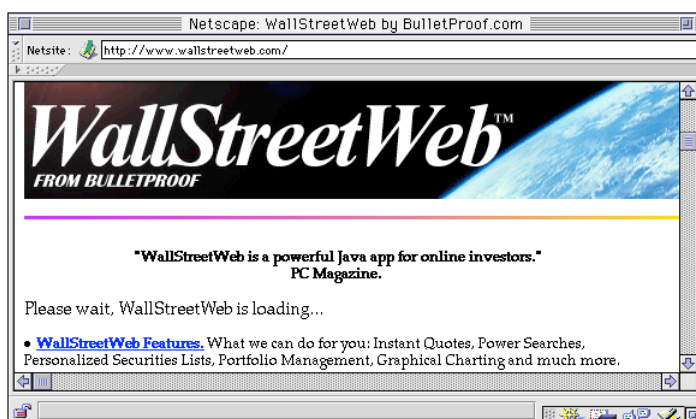 Netscape: WallStreetWeb by BulletProof.com
Netsite: http://www.wallstreetweb.com/
WallStreetWeb™
FROM BULLETPROOF
"WallStreetWeb is a powerful Java app for online investors."
PC Magazine.
Please wait, WallStreetWeb is loading...
• WallStreetWeb Features. What we can do for you: Instant Quotes, Power Searches,
Personalized Securities Lists, Portfolio Management, Graphical Charting and much more.